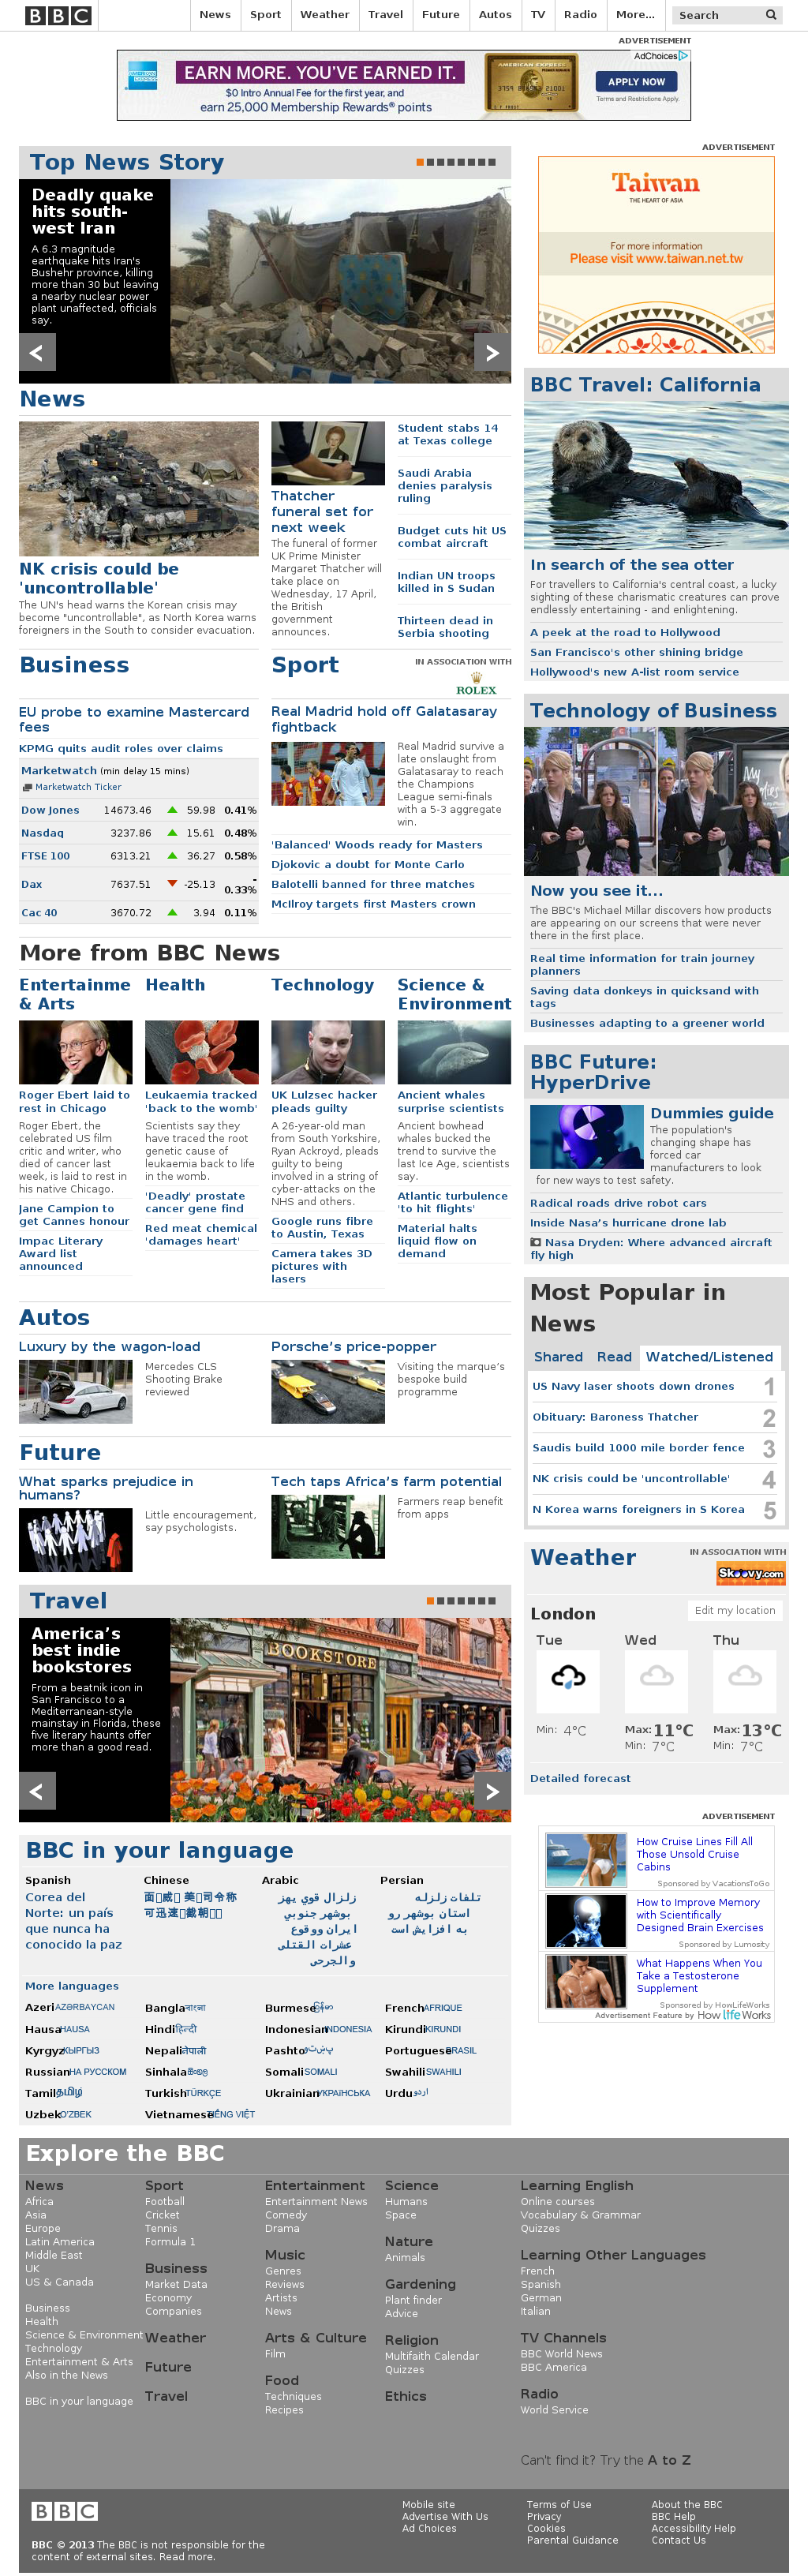 BBC
News
Sport
Weather
Travel
Future
Autos
TV
Radio
More...
Search
ADVERTISEMENT
AdChoices
EARN MORE. YOU'VE EARNED IT.
$0 Intro Annual Fee for the first year, and
earn 25,000 Membership Rewards® points
APPLY NOW
Terms and Restrictions Apply.
Top News Story
Deadly quake
hits south-
west Iran
A 6.3 magnitude
earthquake hits Iran's
Bushehr province, killing
more than 30 but leaving
a nearby nuclear power
plant unaffected, officials
say.
ADVERTISEMENT
Taiwan
THE HEART OF ASIA
For more information
Please visit www.taiwan.net.tw
News
NK crisis could be
'uncontrollable'
The UN's head warns the Korean crisis may
become "uncontrollable", as North Korea warns
foreigners in the South to consider evacuation.
Thatcher
funeral set for
next week
The funeral of former
UK Prime Minister
Margaret Thatcher will
take place on
Wednesday, 17 April,
the British
government
announces.
Student stabs 14
at Texas college
Saudi Arabia
denies paralysis
ruling
Budget cuts hit US
combat aircraft
Indian UN troops
killed in S Sudan
Thirteen dead in
Serbia shooting
BBC Travel: California
In search of the sea otter
For travellers to California's central coast, a lucky
sighting of these charismatic creatures can prove
endlessly entertaining - and enlightening.
A peek at the road to Hollywood
San Francisco's other shining bridge
Hollywood's new A-list room service
Business
EU probe to examine Mastercard
fees
KPMG quits audit roles over claims
Marketwatch (min delay 15 mins)
Marketwatch Ticker
Dow Jones 14673.46 59.98 0.41%
Nasdaq 3237.86 15.61 0.48%
FTSE 100 6313.21 36.27 0.58%
Dax 7637.51 -25.13 -
0.33%
Cac 40 3670.72 3.94 0.11%
Sport
IN ASSOCIATION WITH
ROLEX
Real Madrid hold off Galatasaray
fightback
Real Madrid survive a
late onslaught from
Galatasaray to reach
the Champions
League semi-finals
with a 5-3 aggregate
win.
'Balanced' Woods ready for Masters
Djokovic a doubt for Monte Carlo
Balotelli banned for three matches
McIlroy targets first Masters crown
Technology of Business
Now you see it...
The BBC's Michael Millar discovers how products
are appearing on our screens that were never
there in the first place.
Real time information for train journey
planners
Saving data donkeys in quicksand with
tags
Businesses adapting to a greener world
More from BBC News
Entertainme
& Arts
Roger Ebert laid to
rest in Chicago
Roger Ebert, the
celebrated US film
critic and writer, who
died of cancer last
week, is laid to rest in
his native Chicago.
Jane Campion to
get Cannes honour
Impac Literary
Award list
announced
Health
Leukaemia tracked
'back to the womb'
Scientists say they
have traced the root
genetic cause of
leukaemia back to life
in the womb.
'Deadly' prostate
cancer gene find
Red meat chemical
'damages heart'
Technology
UK Lulzsec hacker
pleads guilty
A 26-year-old man
from South Yorkshire,
Ryan Ackroyd, pleads
guilty to being
involved in a string of
cyber-attacks on the
NHS and others.
Google runs fibre
to Austin, Texas
Camera takes 3D
pictures with
lasers
Science &
Environment
Ancient whales
surprise scientists
Ancient bowhead
whales bucked the
trend to survive the
last Ice Age, scientists
say.
Atlantic turbulence
'to hit flights'
Material halts
liquid flow on
demand
BBC Future:
HyperDrive
Dummies guide
The population's
changing shape has
forced car
manufacturers to look
for new ways to test safety.
Radical roads drive robot cars
Inside Nasa's hurricane drone lab
Nasa Dryden: Where advanced aircraft
fly high
Autos
Luxury by the wagon-load
Mercedes CLS
Shooting Brake
reviewed
Porsche's price-popper
Visiting the marque's
bespoke build
programme
Most Popular in
News
Shared
Read
Watched/Listened
US Navy laser shoots down drones 1
Obituary: Baroness Thatcher 2
Saudis build 1000 mile border fence 3
NK crisis could be 'uncontrollable' 4
N Korea warns foreigners in S Korea 5
Future
What sparks prejudice in
humans?
Little encouragement,
say psychologists.
Tech taps Africa's farm potential
Farmers reap benefit
from apps
Weather
IN ASSOCIATION WITH
Skoovy.com
London
Edit my location
Tue
Wed
Thu
Min: 4°C
Max: 11°C
Min: 7°C
Max: 13°C
Min: 7°C
Detailed forecast
Travel
America's
best indie
bookstores
From a beatnik icon in
San Francisco to a
Mediterranean-style
mainstay in Florida, these
five literary haunts offer
more than a good read.
BOOKSTORE
ADVERTISEMENT
How Cruise Lines Fill All
Those Unsold Cruise
Cabins
Sponsored by VacationsToGo
How to Improve Memory
with Scientifically
Designed Brain Exercises
Sponsored by Lumosity
What Happens When You
Take a Testosterone
Supplement
Sponsored by HowLifeWorks
Advertisement Feature by How life Works
BBC in your language
Spanish
Corea del
Norte: un país
que nunca ha
conocido la paz
Chinese
Arabic
زلزال قوي يهز
بوشهر جنوبي
ايران ووقوع
عشرات القتلى
والجرحى
Persian
تلفات زلزله
استان بوشهر رو
به افزايش است
More languages
Azeri AZƏRBAYCAN
Bangla বাংলা
Burmese
French AFRIQUE
Hausa HAUSA
Hindi हिन्दी
Indonesian INDONESIA
Kirundi KIRUNDI
Kyrgyz КЫРГЫЗ
Nepali नेपाली
Pashto پښتو
Portuguese BRASIL
Russian НА РУССКОМ
Sinhala සිංහල
Somali SOMALI
Swahili SWAHILI
Tamil தமிழ்
Turkish TÜRKÇE
Ukrainian УКРАЇНСЬКА
Urdu اردو
Uzbek O'ZBEK
Vietnamese TIẾNG VIỆT
Explore the BBC
News
Africa
Asia
Europe
Latin America
Middle East
UK
US & Canada
Business
Health
Science & Environment
Technology
Entertainment & Arts
Also in the News
BBC in your language
Sport
Football
Cricket
Tennis
Formula 1
Business
Market Data
Economy
Companies
Weather
Future
Travel
Entertainment
Entertainment News
Comedy
Drama
Music
Genres
Reviews
Artists
News
Arts & Culture
Film
Food
Techniques
Recipes
Science
Humans
Space
Nature
Animals
Gardening
Plant finder
Advice
Religion
Multifaith Calendar
Quizzes
Ethics
Learning English
Online courses
Vocabulary & Grammar
Quizzes
Learning Other Languages
French
Spanish
German
Italian
TV Channels
BBC World News
BBC America
Radio
World Service
Can't find it? Try the A to Z
BBC
BBC © 2013 The BBC is not responsible for the
content of external sites. Read more.
Mobile site
Advertise With Us
Ad Choices
Terms of Use
Privacy
Cookies
Parental Guidance
About the BBC
BBC Help
Accessibility Help
Contact Us